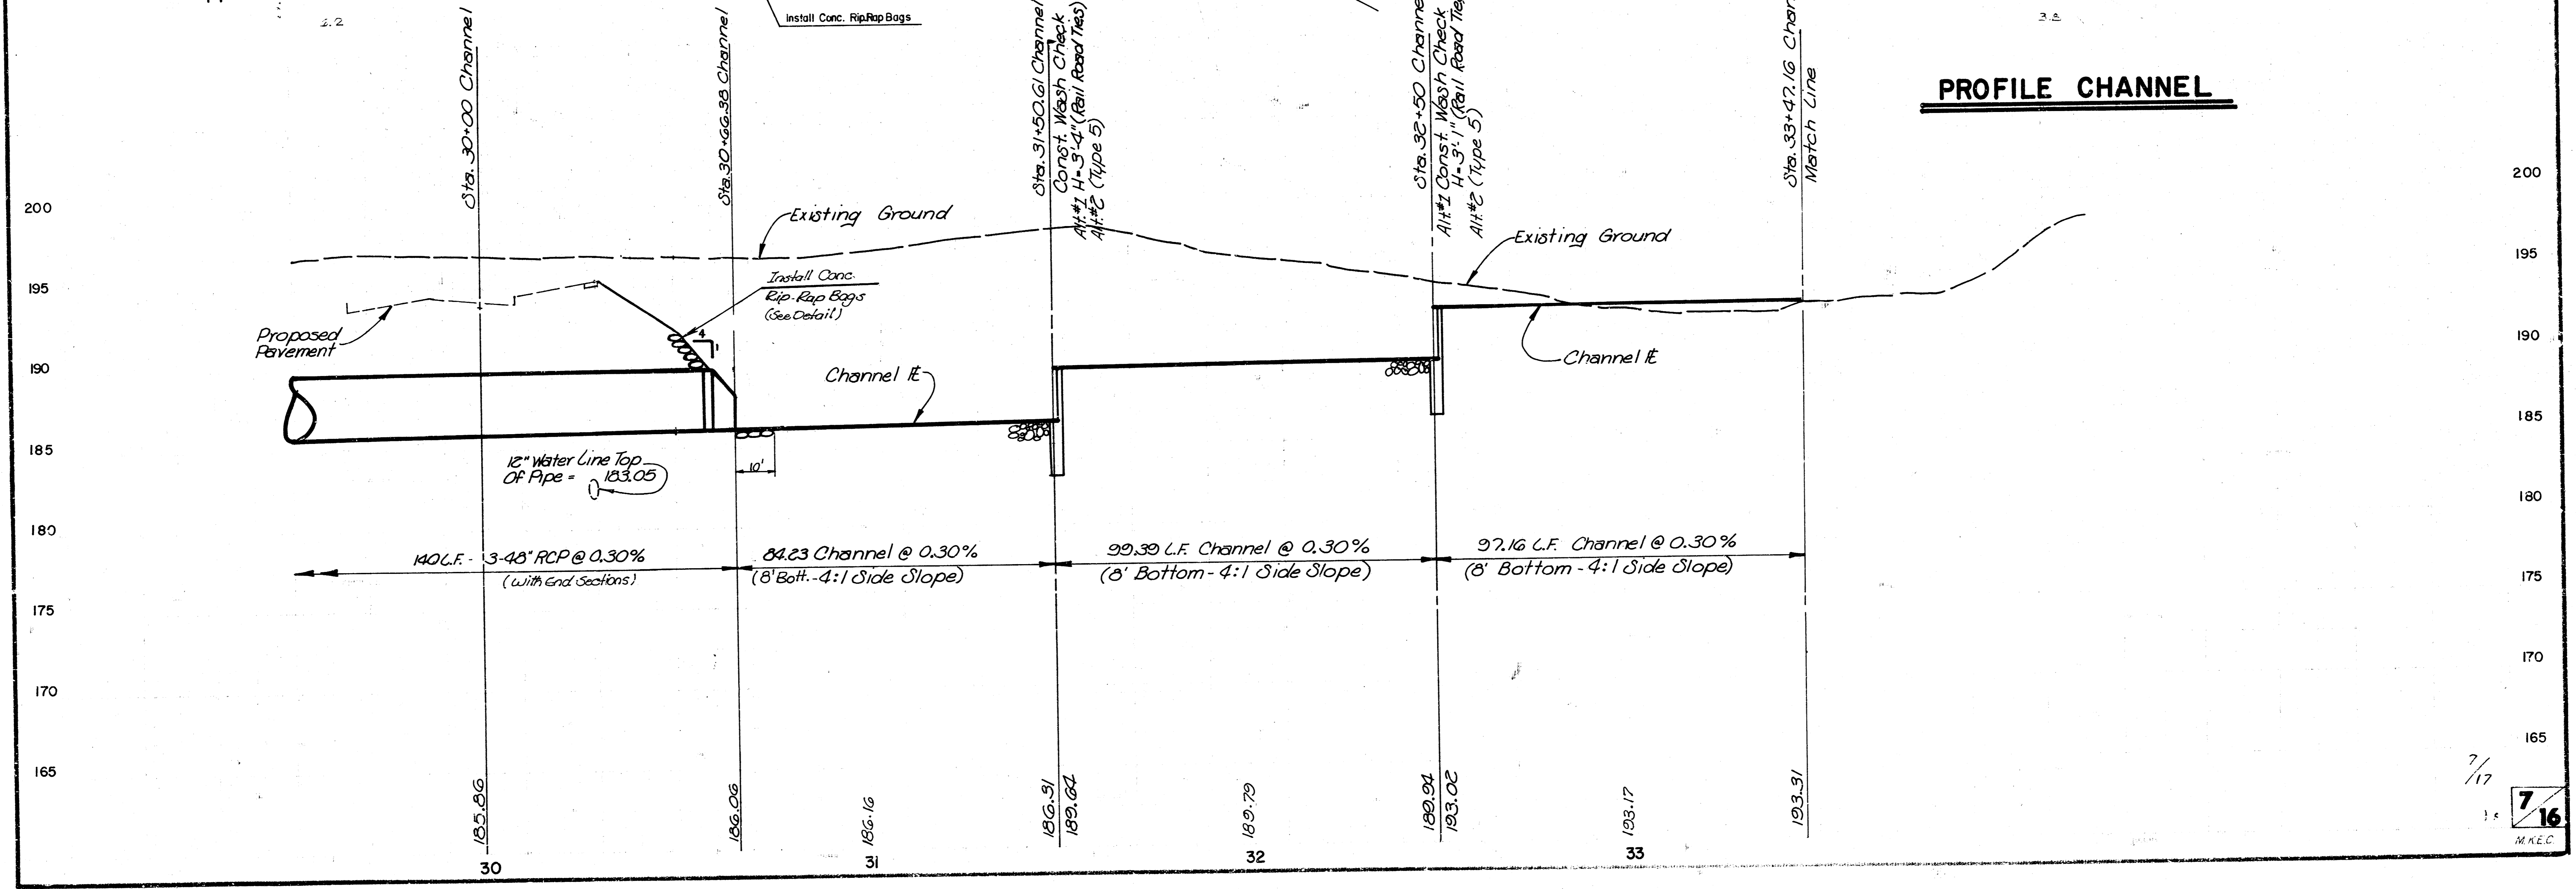 Install Conc. Rip Rap Bags
PROFILE CHANNEL
Sta. 30+00 Channel
Sta. 30+66.38 Channel
Sta. 31+50.61 Channel
Const. Wash Check
Alt.#1 H=3'-4" (Rail Road Ties)
Alt.#2 (Type 5)
Sta. 32+50 Channel
Alt.#1 Const. Wash Check
H=3'-1" (Rail Road Ties)
Alt.#2 (Type 5)
Sta. 33+47.16
Match Line
200
195
190
185
180
175
170
165
200
195
190
185
180
175
170
165
Existing Ground
Existing Ground
Install Conc.
Rip-Rap Bags
(See Detail)
4
1
Proposed
Pavement
Channel ℄
Channel ℄
12" Water Line Top
Of Pipe = 183.05
10'
140 L.F. - 3-48" RCP @ 0.30%
(with End Sections)
84.23 Channel @ 0.30%
(8' Bott. - 4:1 Side Slope)
99.39 L.F. Channel @ 0.30%
(8' Bottom - 4:1 Side Slope)
97.16 L.F. Channel @ 0.30%
(8' Bottom - 4:1 Side Slope)
185.86
186.06
186.16
186.31
189.64
189.79
189.94
193.02
193.17
193.31
30
31
32
33
7/17
7/16
M.K.E.C.